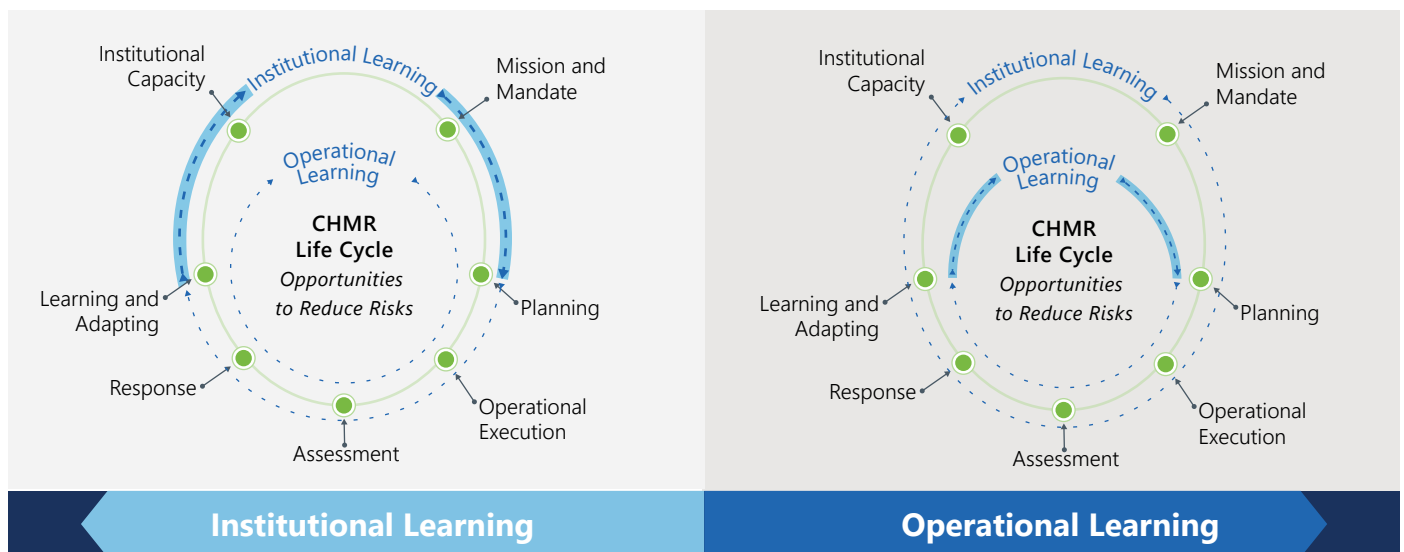 Institutional Learning
Institutional
Capacity
Mission and
Mandate
Operational
Learning
CHMR
Life Cycle
Opportunities
to Reduce Risks
Learning and
Adapting
Planning
Response
Operational
Execution
Assessment
Institutional Learning
Institutional Learning
Institutional
Capacity
Mission and
Mandate
Operational
Learning
CHMR
Life Cycle
Opportunities
to Reduce Risks
Learning and
Adapting
Planning
Response
Operational
Execution
Assessment
Operational Learning